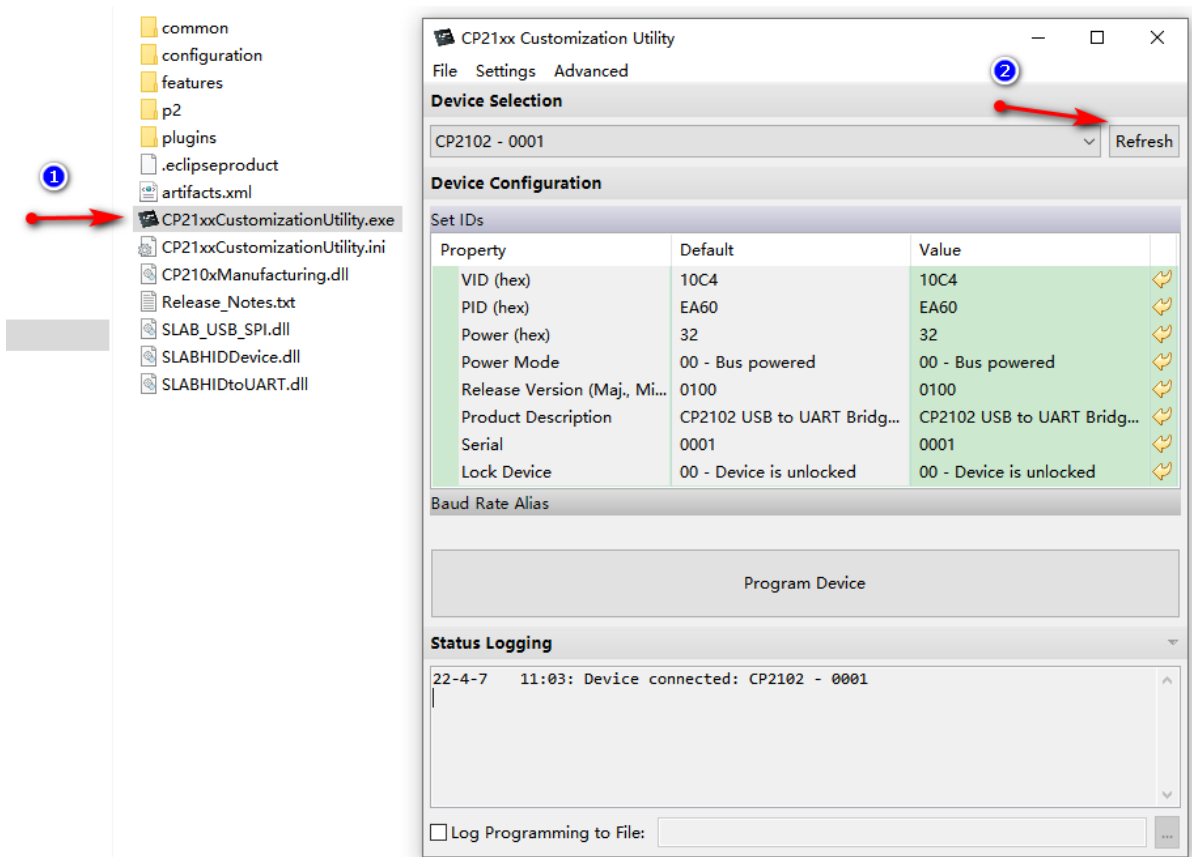 common
configuration
features
p2
plugins
.eclipseproduct
artifacts.xml
CP21xxCustomizationUtility.exe
CP21xxCustomizationUtility.ini
CP210xManufacturing.dll
Release_Notes.txt
SLAB_USB_SPI.dll
SLABHIDDevice.dll
SLABHIDtoUART.dll
1
CP21xx Customization Utility
File Settings Advanced
2
Device Selection
CP2102 - 0001 Refresh
Device Configuration
Set IDs
Property Default Value
VID (hex) 10C4 10C4
PID (hex) EA60 EA60
Power (hex) 32 32
Power Mode 00 - Bus powered 00 - Bus powered
Release Version (Maj., Mi... 0100 0100
Product Description CP2102 USB to UART Bridg... CP2102 USB to UART Bridg...
Serial 0001 0001
Lock Device 00 - Device is unlocked 00 - Device is unlocked
Baud Rate Alias
Program Device
Status Logging
22-4-7 11:03: Device connected: CP2102 - 0001
Log Programming to File: ...